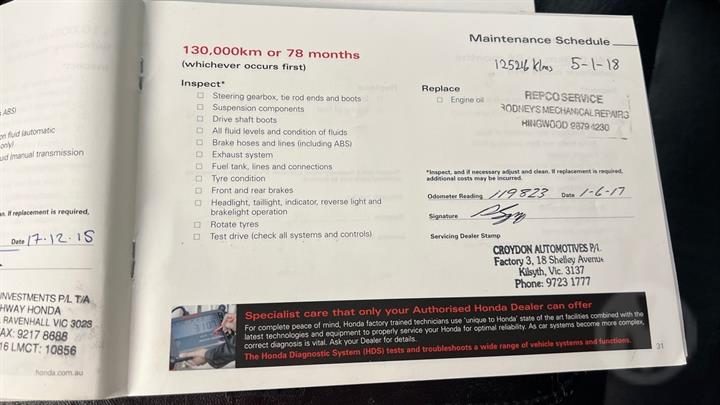 ABS)
on fluid (automatic
only)
uid (manual transmission
an. If replacement is required,
Date 17.12.15
INVESTMENTS P/L T/A
HWAY HONDA
RAVENHALL VIC 3023
AX: 9217 8688
16 LMCT: 10856
honda.com.au
Maintenance Schedule
130,000km or 78 months
(whichever occurs first)
12526 Klms 5-1-18
Inspect*
Steering gearbox, tie rod ends and boots
Suspension components
Drive shaft boots
All fluid levels and condition of fluids
Brake hoses and lines (including ABS)
Exhaust system
Fuel tank, lines and connections
Tyre condition
Front and rear brakes
Headlight, taillight, indicator, reverse light and
brakelight operation
Rotate tyres
Test drive (check all systems and controls)
Replace
Engine oil
REPCO SERVICE
RODNEYS MECHANICAL REPAIRS
RINGWOOD 9879 4230
*Inspect, and if necessary adjust and clean. If replacement is required,
additional costs may be incurred.
Odometer Reading 119823 Date 1-6-17
Signature
Servicing Dealer Stamp
CROYDON AUTOMOTIVES P/L
Factory 3, 18 Shelley Avenue
Kilsyth, Vic. 3137
Phone: 9723 1777
Specialist care that only your Authorised Honda Dealer can offer
For complete peace of mind, Honda factory trained technicians use 'unique to Honda' state of the art facilities combined with the
latest technologies and equipment to properly service your Honda for optimal reliability. As car systems become more complex,
correct diagnosis is vital. Ask your Dealer for details.
The Honda Diagnostic System (HDS) tests and troubleshoots a wide range of vehicle systems and functions.
31